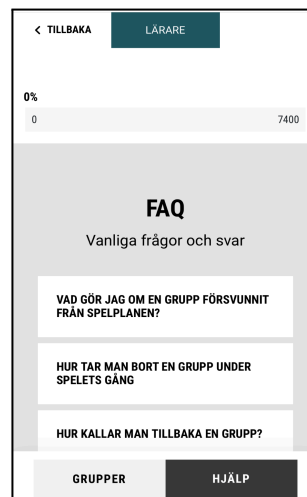 TILLBAKA LÄRARE
0%
0 7400
FAQ
Vanliga frågor och svar
VAD GÖR JAG OM EN GRUPP FÖRSVUNNIT
FRÅN SPELPLANEN?
HUR TAR MAN BORT EN GRUPP UNDER
SPELETS GÅNG
HUR KALLAR MAN TILLBAKA EN GRUPP?
GRUPPER HJÄLP